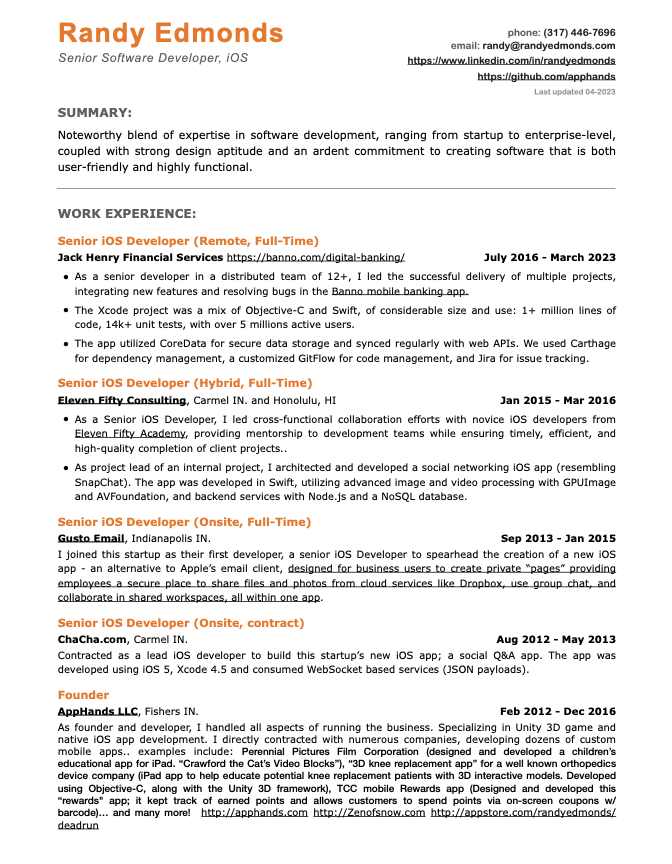 Randy Edmonds
Senior Software Developer, iOS
phone: (317) 446-7696
email: randy@randyedmonds.com
https://www.linkedin.com/in/randyedmonds
https://github.com/apphands
Last updated 04-2023
SUMMARY:
Noteworthy blend of expertise in software development, ranging from startup to enterprise-level,
coupled with strong design aptitude and an ardent commitment to creating software that is both
user-friendly and highly functional.
WORK EXPERIENCE:
Senior iOS Developer (Remote, Full-Time)
Jack Henry Financial Services https://banno.com/digital-banking/ July 2016 - March 2023
• As a senior developer in a distributed team of 12+, I led the successful delivery of multiple projects,
integrating new features and resolving bugs in the Banno mobile banking app.
• The Xcode project was a mix of Objective-C and Swift, of considerable size and use: 1+ million lines of
code, 14k+ unit tests, with over 5 millions active users.
• The app utilized CoreData for secure data storage and synced regularly with web APIs. We used Carthage
for dependency management, a customized GitFlow for code management, and Jira for issue tracking.
Senior iOS Developer (Hybrid, Full-Time)
Eleven Fifty Consulting, Carmel IN. and Honolulu, HI Jan 2015 - Mar 2016
• As a Senior iOS Developer, I led cross-functional collaboration efforts with novice iOS developers from
Eleven Fifty Academy, providing mentorship to development teams while ensuring timely, efficient, and
high-quality completion of client projects..
• As project lead of an internal project, I architected and developed a social networking iOS app (resembling
SnapChat). The app was developed in Swift, utilizing advanced image and video processing with GPUImage
and AVFoundation, and backend services with Node.js and a NoSQL database.
Senior iOS Developer (Onsite, Full-Time)
Gusto Email, Indianapolis IN. Sep 2013 - Jan 2015
I joined this startup as their first developer, a senior iOS Developer to spearhead the creation of a new iOS
app - an alternative to Apple’s email client, designed for business users to create private “pages” providing
employees a secure place to share files and photos from cloud services like Dropbox, use group chat, and
collaborate in shared workspaces, all within one app.
Senior iOS Developer (Onsite, contract)
ChaCha.com, Carmel IN. Aug 2012 - May 2013
Contracted as a lead iOS developer to build this startup’s new iOS app; a social Q&A app. The app was
developed using iOS 5, Xcode 4.5 and consumed WebSocket based services (JSON payloads).
Founder
AppHands LLC, Fishers IN. Feb 2012 - Dec 2016
As founder and developer, I handled all aspects of running the business. Specializing in Unity 3D game and
native iOS app development. I directly contracted with numerous companies, developing dozens of custom
mobile apps.. examples include: Perennial Pictures Film Corporation (designed and developed a children’s
educational app for iPad. “Crawford the Cat’s Video Blocks”), “3D knee replacement app” for a well known orthopedics
device company (iPad app to help educate potential knee replacement patients with 3D interactive models. Developed
using Objective-C, along with the Unity 3D framework), TCC mobile Rewards app (Designed and developed this
"rewards" app; it kept track of earned points and allows customers to spend points via on-screen coupons w/
barcode)... and many more! http://apphands.com http://Zenofsnow.com http://appstore.com/randyedmonds/
deadrun